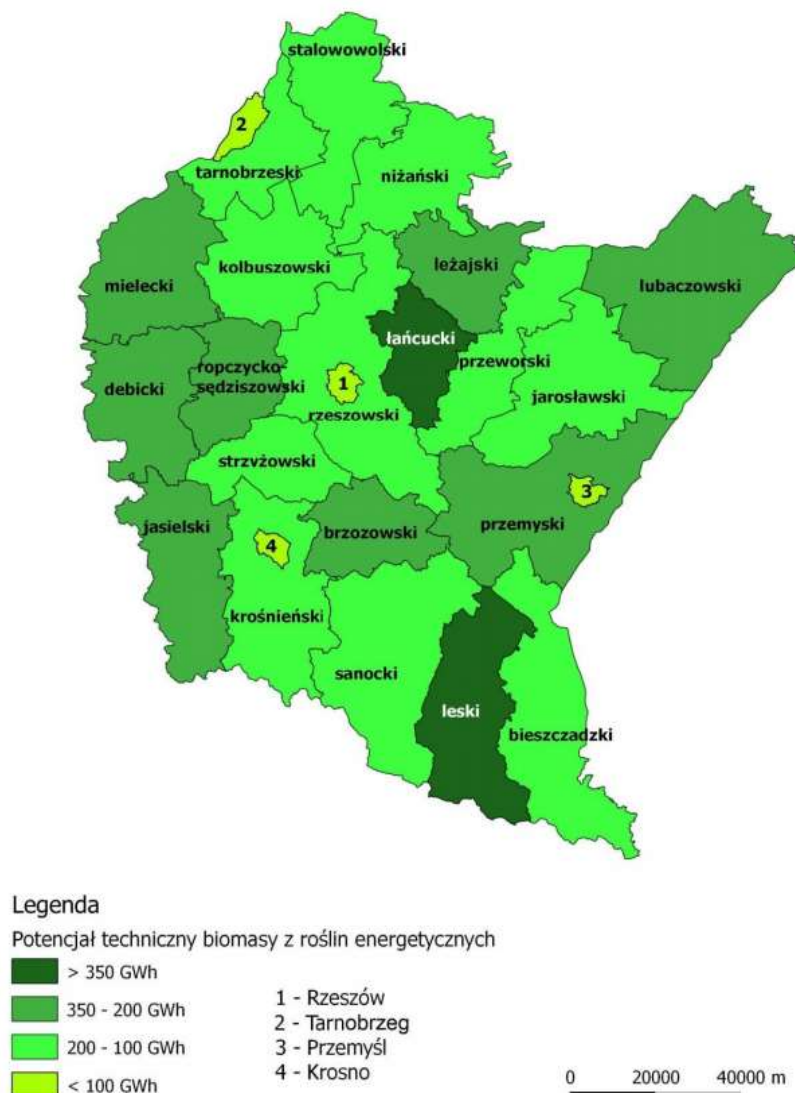 stalowowolski
2
tarnobrzeski
niżański
kolbuszowski
leżajski
mielecki
lubaczowski
łańcucki
ropczycko-
sędziszowski
debicki
1
przeworski
jarosławski
rzeszowski
strzyżowski
3
jasielski
4
brzozowski
przemyski
krośnieński
sanocki
leski
bieszczadzki
Legenda
Potencjał techniczny biomasy z roślin energetycznych
> 350 GWh
350 - 200 GWh
200 - 100 GWh
< 100 GWh
1 - Rzeszów
2 - Tarnobrzeg
3 - Przemyśl
4 - Krosno
0 20000 40000 m